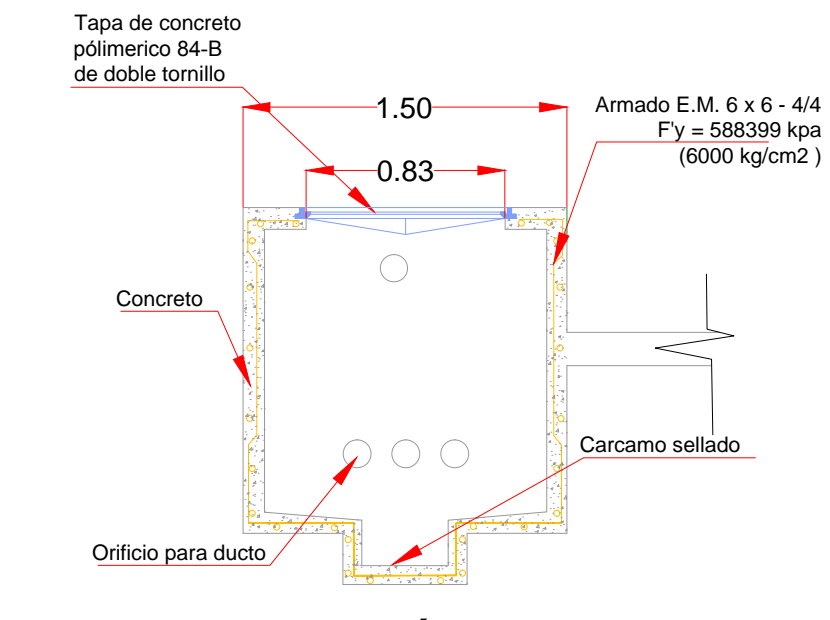 Tapa de concreto
pólimerico 84-B
de doble tornillo
1.50
Armado E.M. 6 x 6 - 4/4
F'y = 588399 kpa
(6000 kg/cm2 )
0.83
Concreto
Carcamo sellado
Orificio para ducto